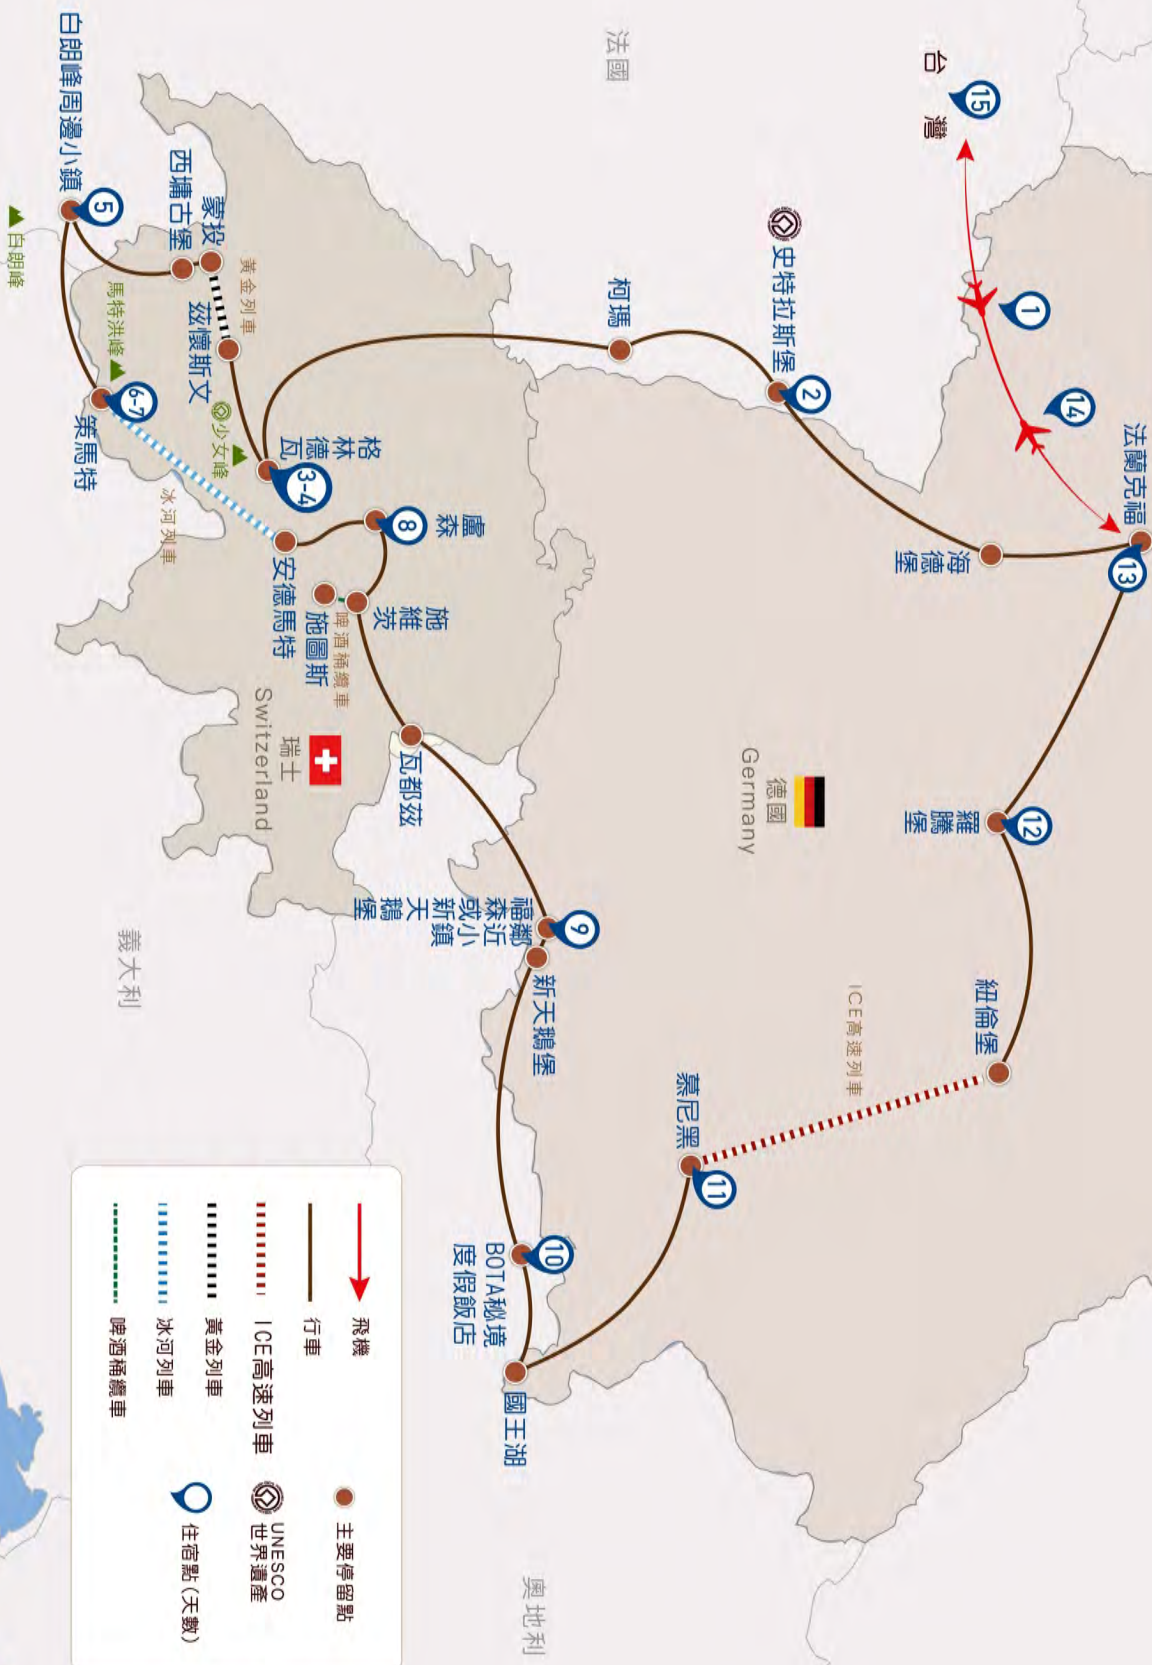 台灣
15
1
14
法蘭克福
13
海德堡
史特拉斯堡
2
柯瑪
法國
格林德瓦
3-4
少女峰
茲懷斯文
黃金列車
蒙投
西墉古堡
白朗峰周邊小鎮
5
白朗峰
馬特洪峰
6-7
策馬特
冰河列車
安德馬特
盧森
8
施維茨
施圖斯
啤酒桶纜車
瑞士
Switzerland
瓦都茲
德國
Germany
福森或新天鵝堡
鄰近小鎮
9
新天鵝堡
義大利
BOTA秘境
度假飯店
10
國王湖
慕尼黑
11
ICE高速列車
紐倫堡
羅騰堡
12
奧地利
飛機
行車
ICE高速列車
黃金列車
冰河列車
啤酒桶纜車
主要停留點
UNESCO
世界遺產
住宿點(天數)